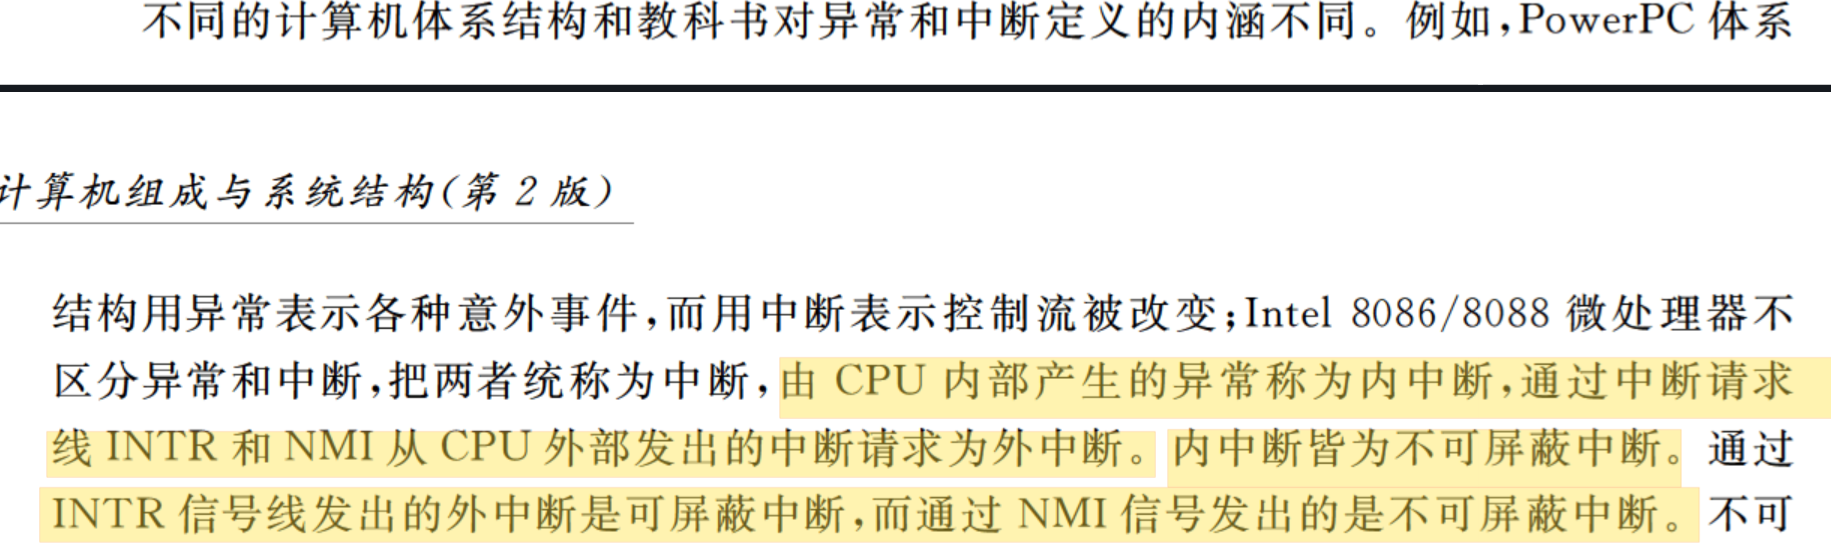 不同的计算机体系结构和教科书对异常和中断定义的内涵不同。例如,PowerPC 体系
计算机组成与系统结构(第 2 版)
结构用异常表示各种意外事件,而用中断表示控制流被改变;Intel 8086/8088 微处理器不
区分异常和中断,把两者统称为中断,由 CPU 内部产生的异常称为内中断,通过中断请求
线 INTR 和 NMI 从 CPU 外部发出的中断请求为外中断。内中断皆为不可屏蔽中断。通过
INTR 信号线发出的外中断是可屏蔽中断,而通过 NMI 信号发出的是不可屏蔽中断。不可